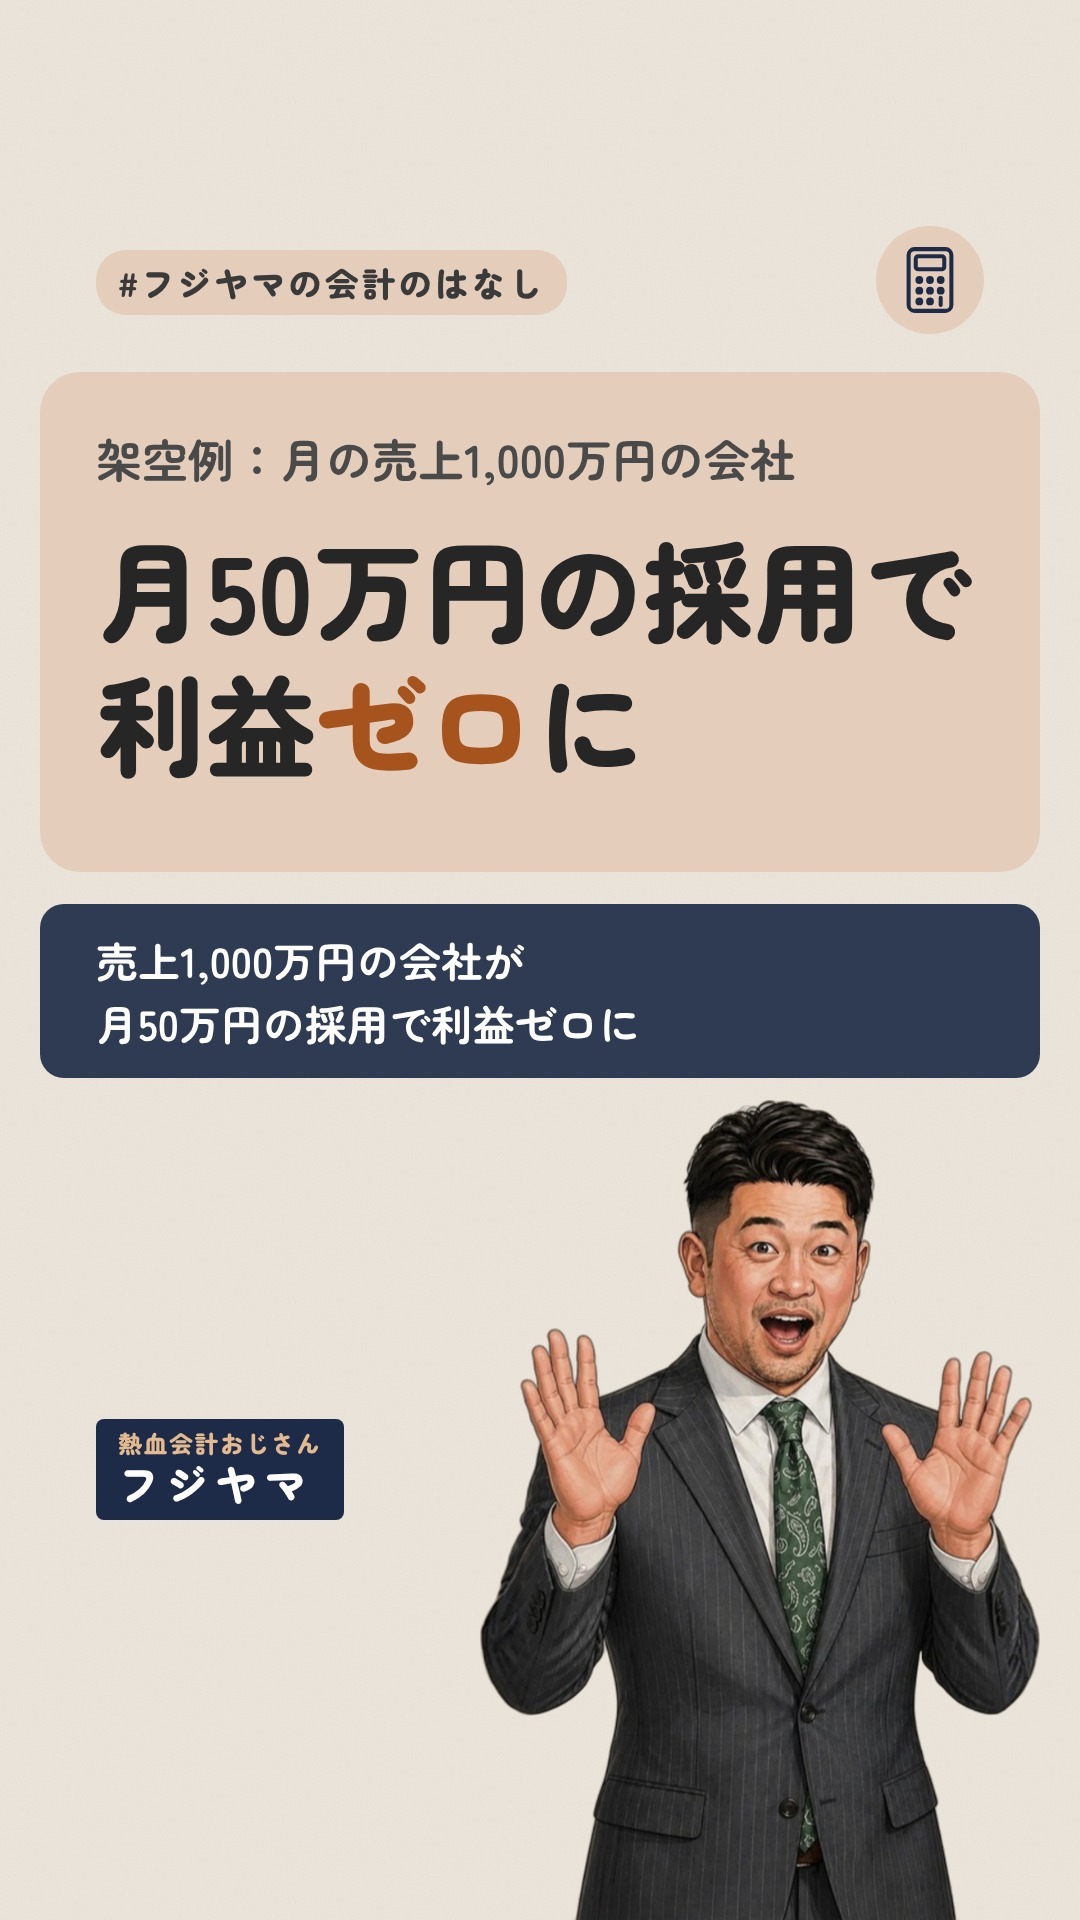 #フジヤマの会計のはなし
架空例：月の売上1,000万円の会社
月50万円の採用で
利益ゼロに
売上1,000万円の会社が
月50万円の採用で利益ゼロに
熱血会計おじさん
フジヤマ